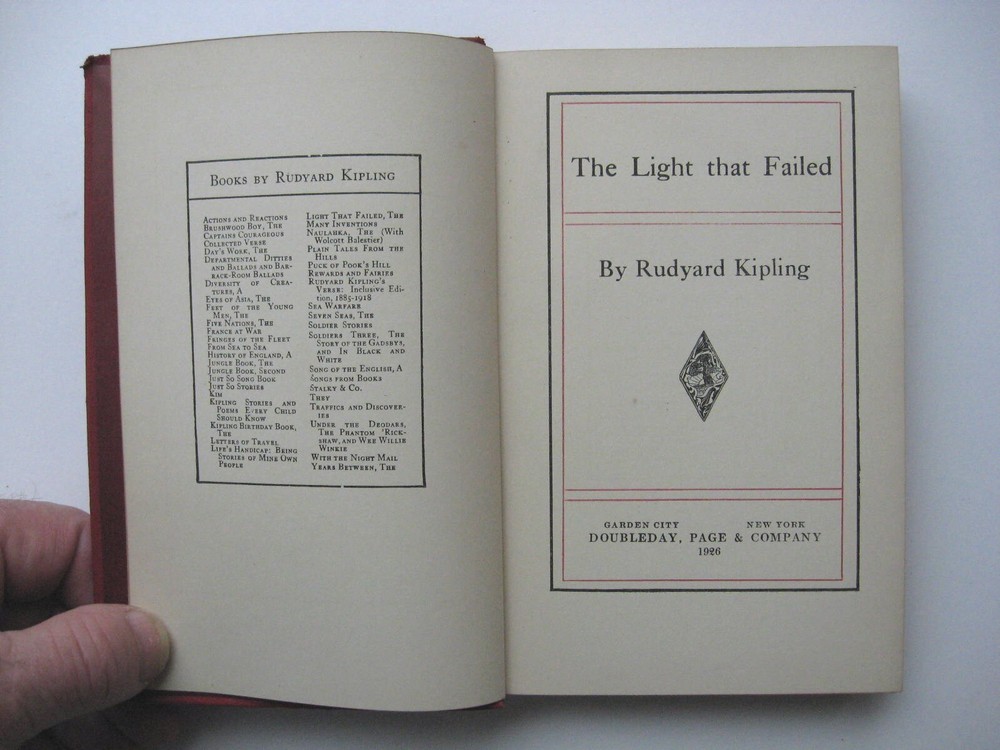 BOOKS BY RUDYARD KIPLING
ACTIONS AND REACTIONS
BRUSHWOOD BOY, THE
CAPTAINS COURAGEOUS
COLLECTED VERSE
DAY'S WORK, THE
DEPARTMENTAL DITTIES
AND BALLADS AND BAR-
RACK-ROOM BALLADS
DIVERSITY OF CREA-
TURES, A
EYES OF ASIA, THE
FEET OF THE YOUNG
MEN, THE
FIVE NATIONS, THE
FRANCE AT WAR
FRINGES OF THE FLEET
FROM SEA TO SEA
HISTORY OF ENGLAND, A
JUNGLE BOOK, THE
JUNGLE BOOK, SECOND
JUST SO SONG BOOK
JUST SO STORIES
KIM
KIPLING STORIES AND
POEMS EVERY CHILD
SHOULD KNOW
KIPLING BIRTHDAY BOOK,
THE
LETTERS OF TRAVEL
LIFE'S HANDICAP: BEING
STORIES OF MINE OWN
PEOPLE
LIGHT THAT FAILED, THE
MANY INVENTIONS
NAULAHKA, THE (With
Wolcott Balestier)
PLAIN TALES FROM THE
HILLS
PUCK OF POOK'S HILL
REWARDS AND FAIRIES
RUDYARD KIPLING'S
VERSE: Inclusive Edi-
tion, 1885-1918
SEA WARFARE
SEVEN SEAS, THE
SOLDIER STORIES
SOLDIERS THREE, THE
STORY OF THE GADSBYS,
AND IN BLACK AND
WHITE
SONG OF THE ENGLISH, A
SONGS FROM BOOKS
STALKY & CO.
THEY
TRAFFICS AND DISCOVER-
IES
UNDER THE DEODARS,
THE PHANTOM 'RICK-
SHAW, AND WEE WILLIE
WINKIE
WITH THE NIGHT MAIL
YEARS BETWEEN, THE
The Light that Failed
By Rudyard Kipling
GARDEN CITY NEW YORK
DOUBLEDAY, PAGE & COMPANY
1926